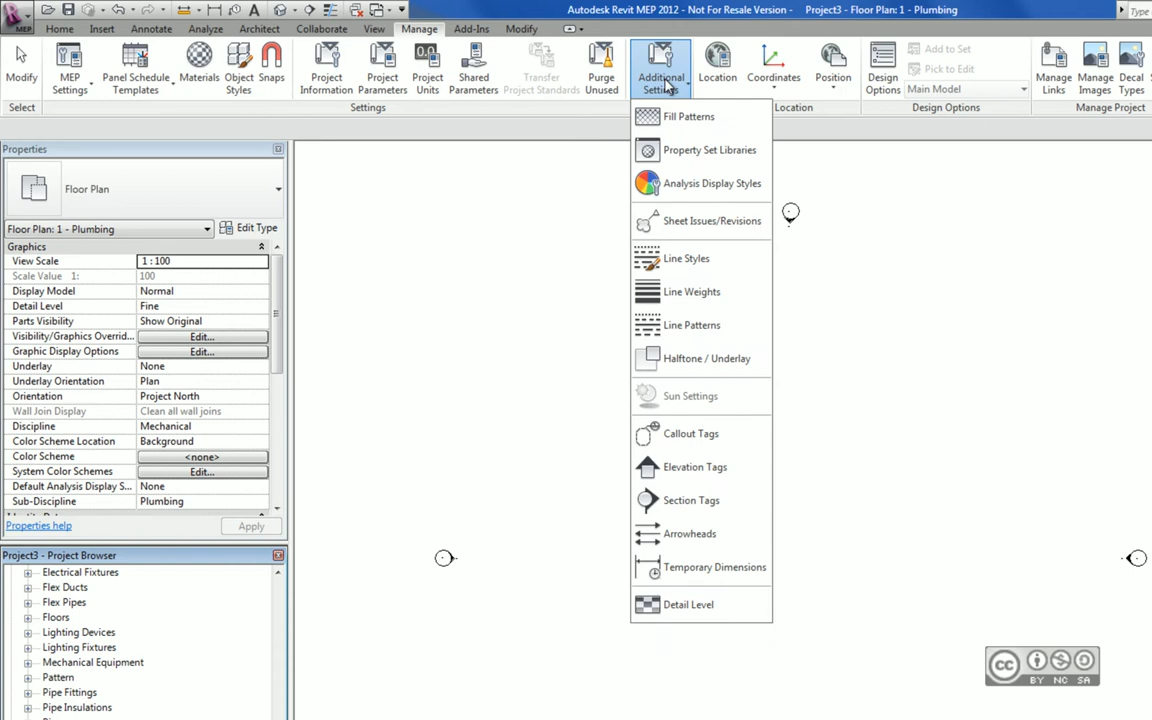 Autodesk Revit MEP 2012 - Not For Resale Version - Project3 - Floor Plan: 1 - Plumbing
Type
MEP
Home Insert Annotate Analyze Architect Collaborate View Manage Add-Ins Modify
Modify
MEP Settings
Panel Schedule Templates
Materials
Object Styles
Snaps
Project Information
Project Parameters
Project Units
Shared Parameters
Transfer Project Standards
Purge Unused
Additional Settings
Location
Coordinates
Position
Design Options
Add to Set
Pick to Edit
Main Model
Manage Links
Manage Images
Decal Types
Select
Settings
Location
Design Options
Manage Project
Fill Patterns
Property Set Libraries
Analysis Display Styles
Sheet Issues/Revisions
Line Styles
Line Weights
Line Patterns
Halftone / Underlay
Sun Settings
Callout Tags
Elevation Tags
Section Tags
Arrowheads
Temporary Dimensions
Detail Level
Properties
Floor Plan
Floor Plan: 1 - Plumbing Edit Type
Graphics
View Scale 1 : 100
Scale Value 1: 100
Display Model Normal
Detail Level Fine
Parts Visibility Show Original
Visibility/Graphics Overrid... Edit...
Graphic Display Options Edit...
Underlay None
Underlay Orientation Plan
Orientation Project North
Wall Join Display Clean all wall joins
Discipline Mechanical
Color Scheme Location Background
Color Scheme <none>
System Color Schemes Edit...
Default Analysis Display S... None
Sub-Discipline Plumbing
Properties help Apply
Project3 - Project Browser
Electrical Fixtures
Flex Ducts
Flex Pipes
Floors
Lighting Devices
Lighting Fixtures
Mechanical Equipment
Pattern
Pipe Fittings
Pipe Insulations
cc
BY NC SA